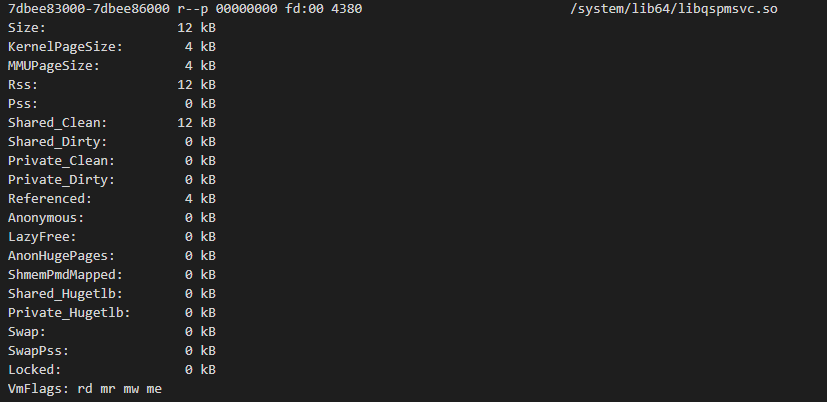 7dbee83000-7dbee86000 r--p 00000000 fd:00 4380 /system/lib64/libqspmsvc.so
Size: 12 kB
KernelPageSize: 4 kB
MMUPageSize: 4 kB
Rss: 12 kB
Pss: 0 kB
Shared_Clean: 12 kB
Shared_Dirty: 0 kB
Private_Clean: 0 kB
Private_Dirty: 0 kB
Referenced: 4 kB
Anonymous: 0 kB
LazyFree: 0 kB
AnonHugePages: 0 kB
ShmemPmdMapped: 0 kB
Shared_Hugetlb: 0 kB
Private_Hugetlb: 0 kB
Swap: 0 kB
SwapPss: 0 kB
Locked: 0 kB
VmFlags: rd mr mw me